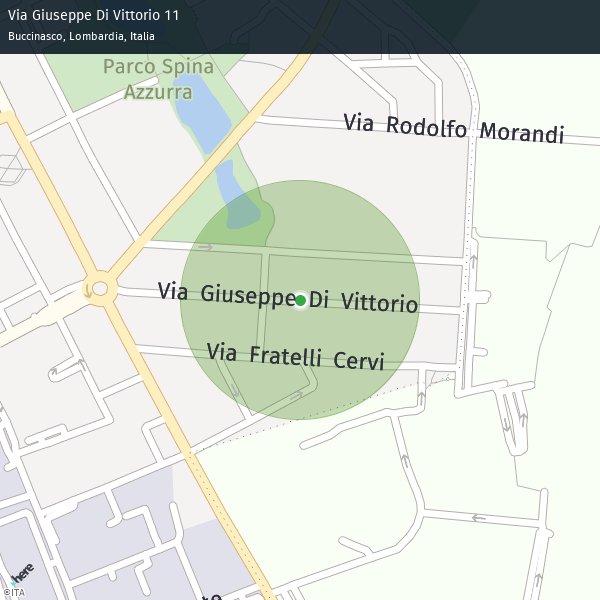 Via Giuseppe Di Vittorio 11
Buccinasco, Lombardia, Italia
Parco Spina
Azzurra
Via Rodolfo Morandi
Via Giuseppe Di Vittorio
Via Fratelli Cervi
here
©ITA